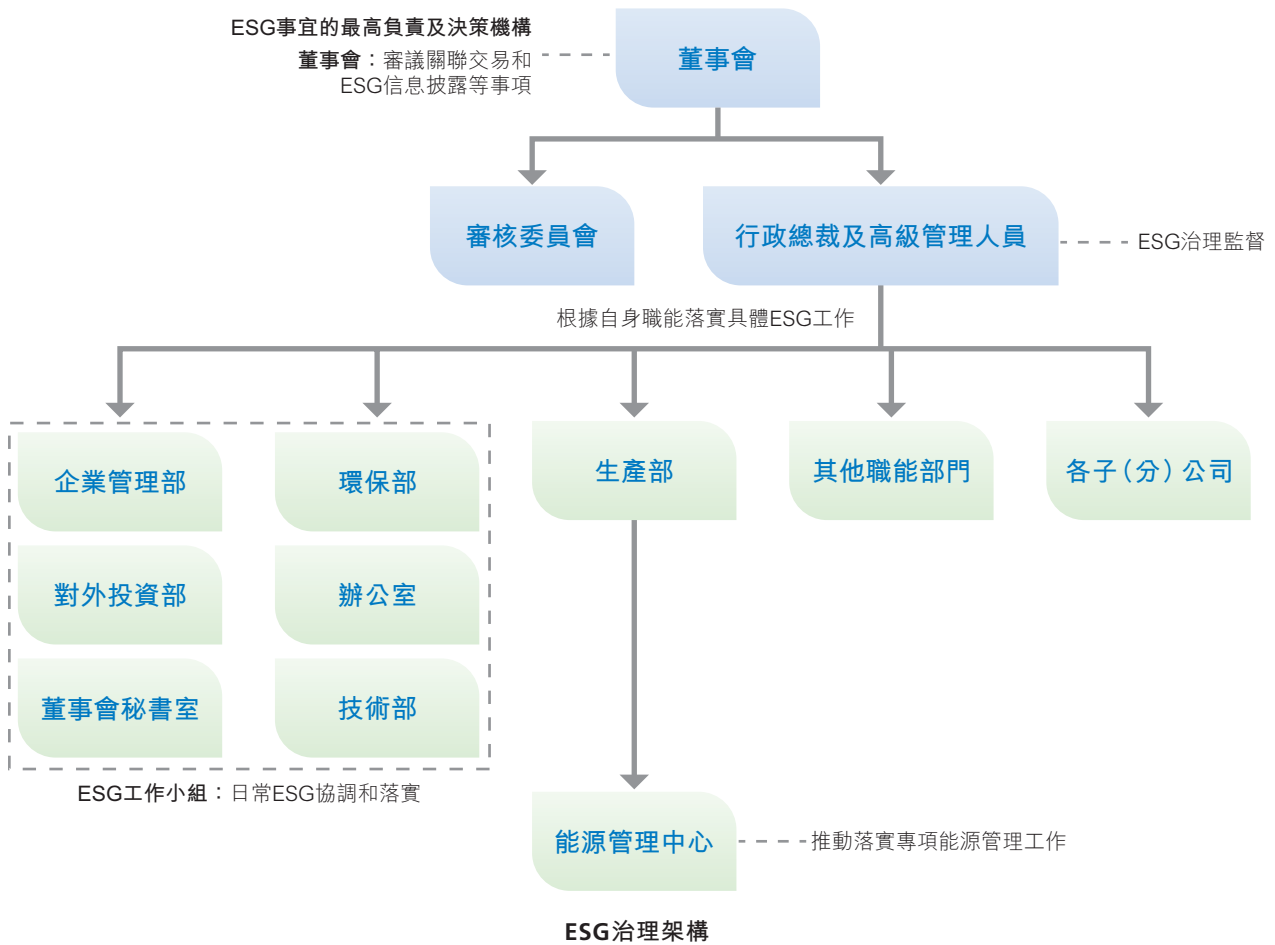 ESG事宜的最高負責及決策機構
董事會：審議關聯交易和
ESG信息披露等事項
董事會
審核委員會
行政總裁及高級管理人員
ESG治理監督
根據自身職能落實具體ESG工作
企業管理部
環保部
生產部
其他職能部門
各子（分）公司
對外投資部
辦公室
董事會秘書室
技術部
ESG工作小組：日常ESG協調和落實
能源管理中心
推動落實專項能源管理工作
ESG治理架構